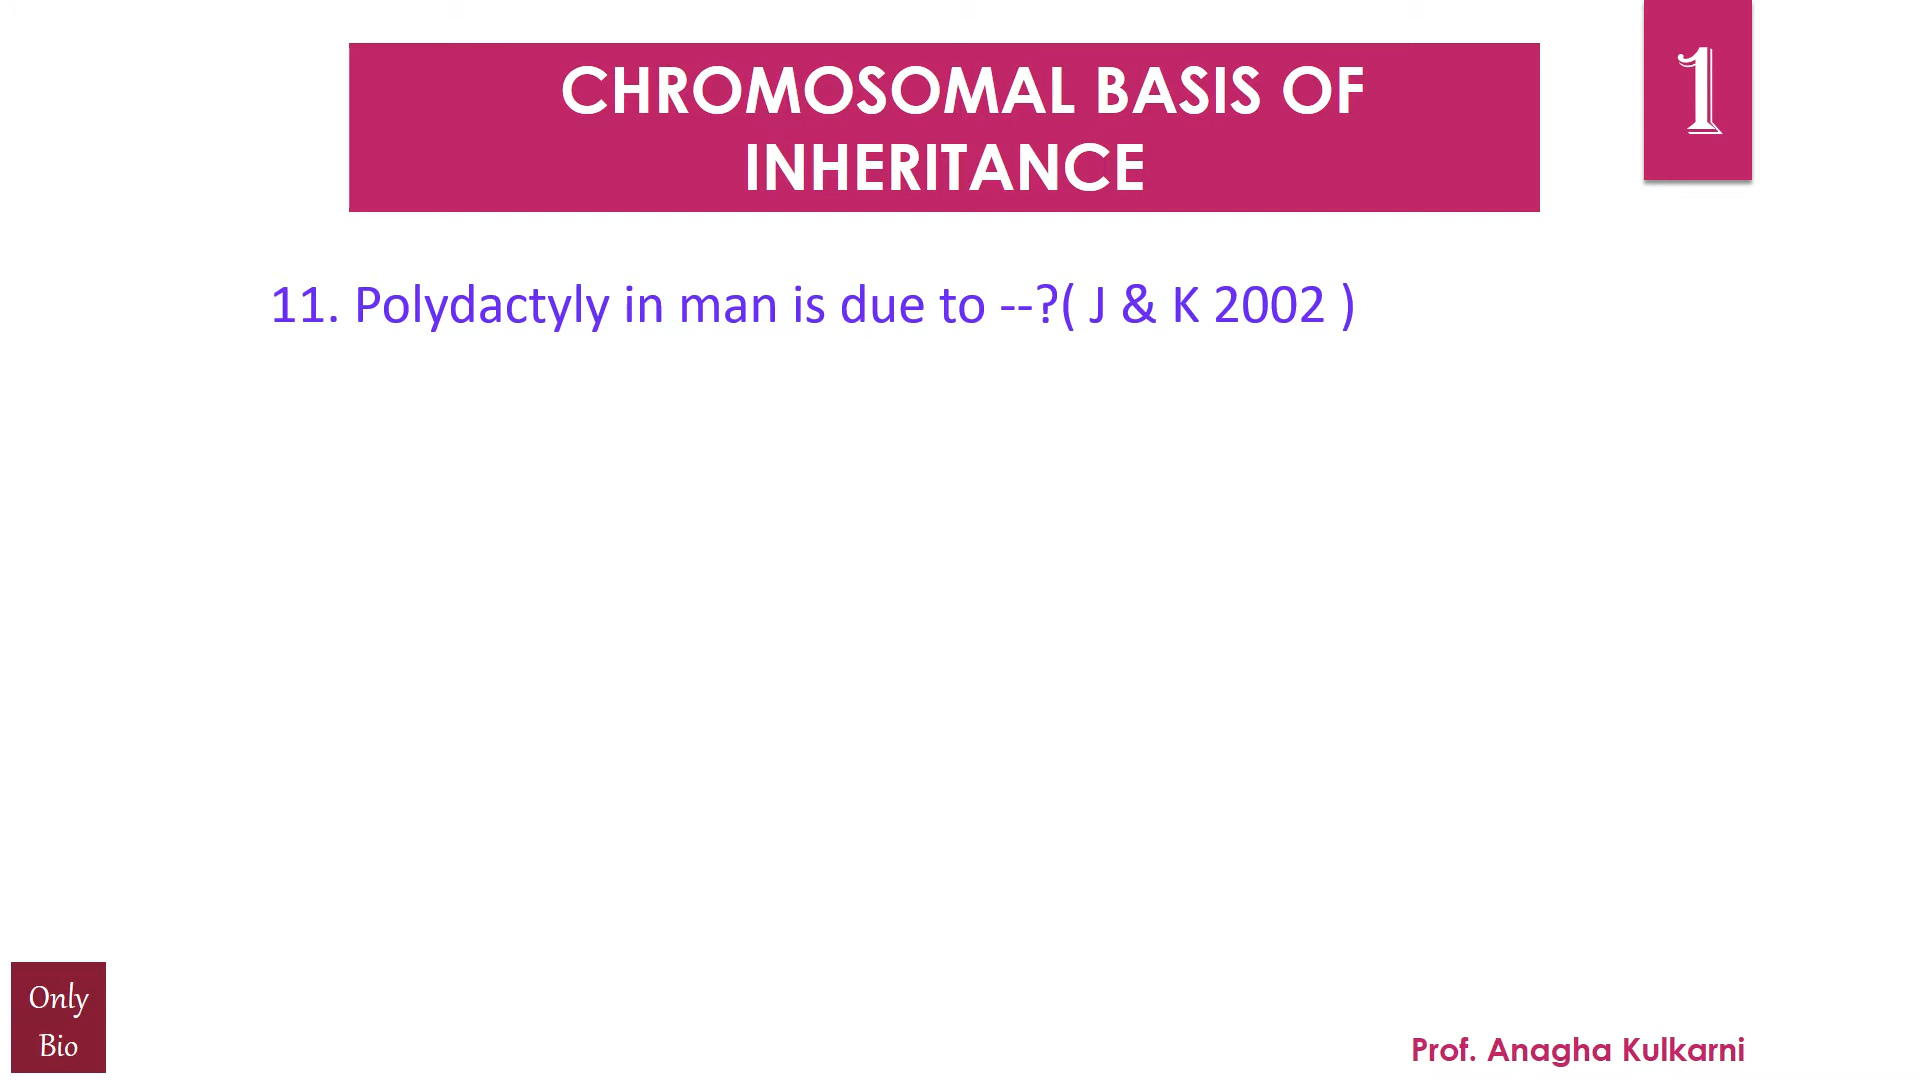 CHROMOSOMAL BASIS OF
INHERITANCE
1
11. Polydactyly in man is due to --?( J & K 2002 )
Only
Bio
Prof. Anagha Kulkarni